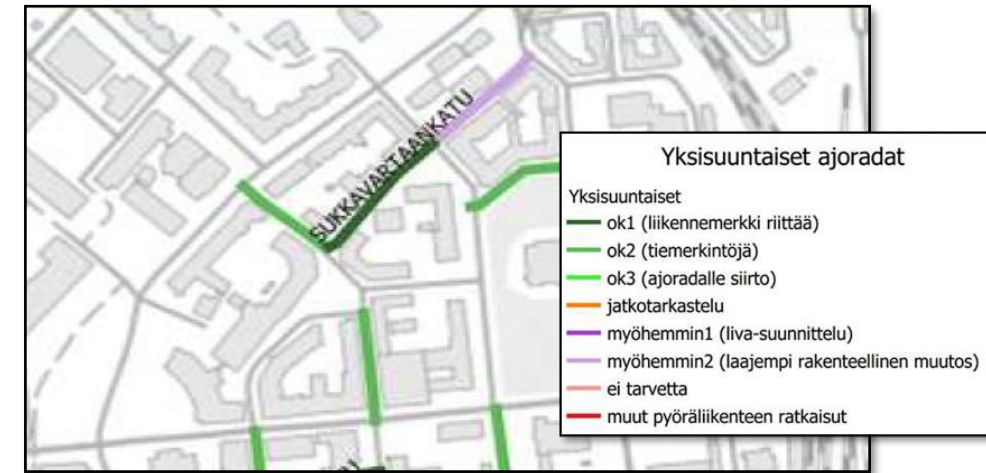 SUKKAVARTAANKATU
Yksisuuntaiset ajoradat
Yksisuuntaiset
ok1 (liikennemerkki riittää)
ok2 (tiemerkintöjä)
ok3 (ajoradalle siirto)
jatkotarkastelu
myöhemmin1 (liva-suunnittelu)
myöhemmin2 (laajempi rakenteellinen muutos)
ei tarvetta
muut pyöräliikenteen ratkaisut